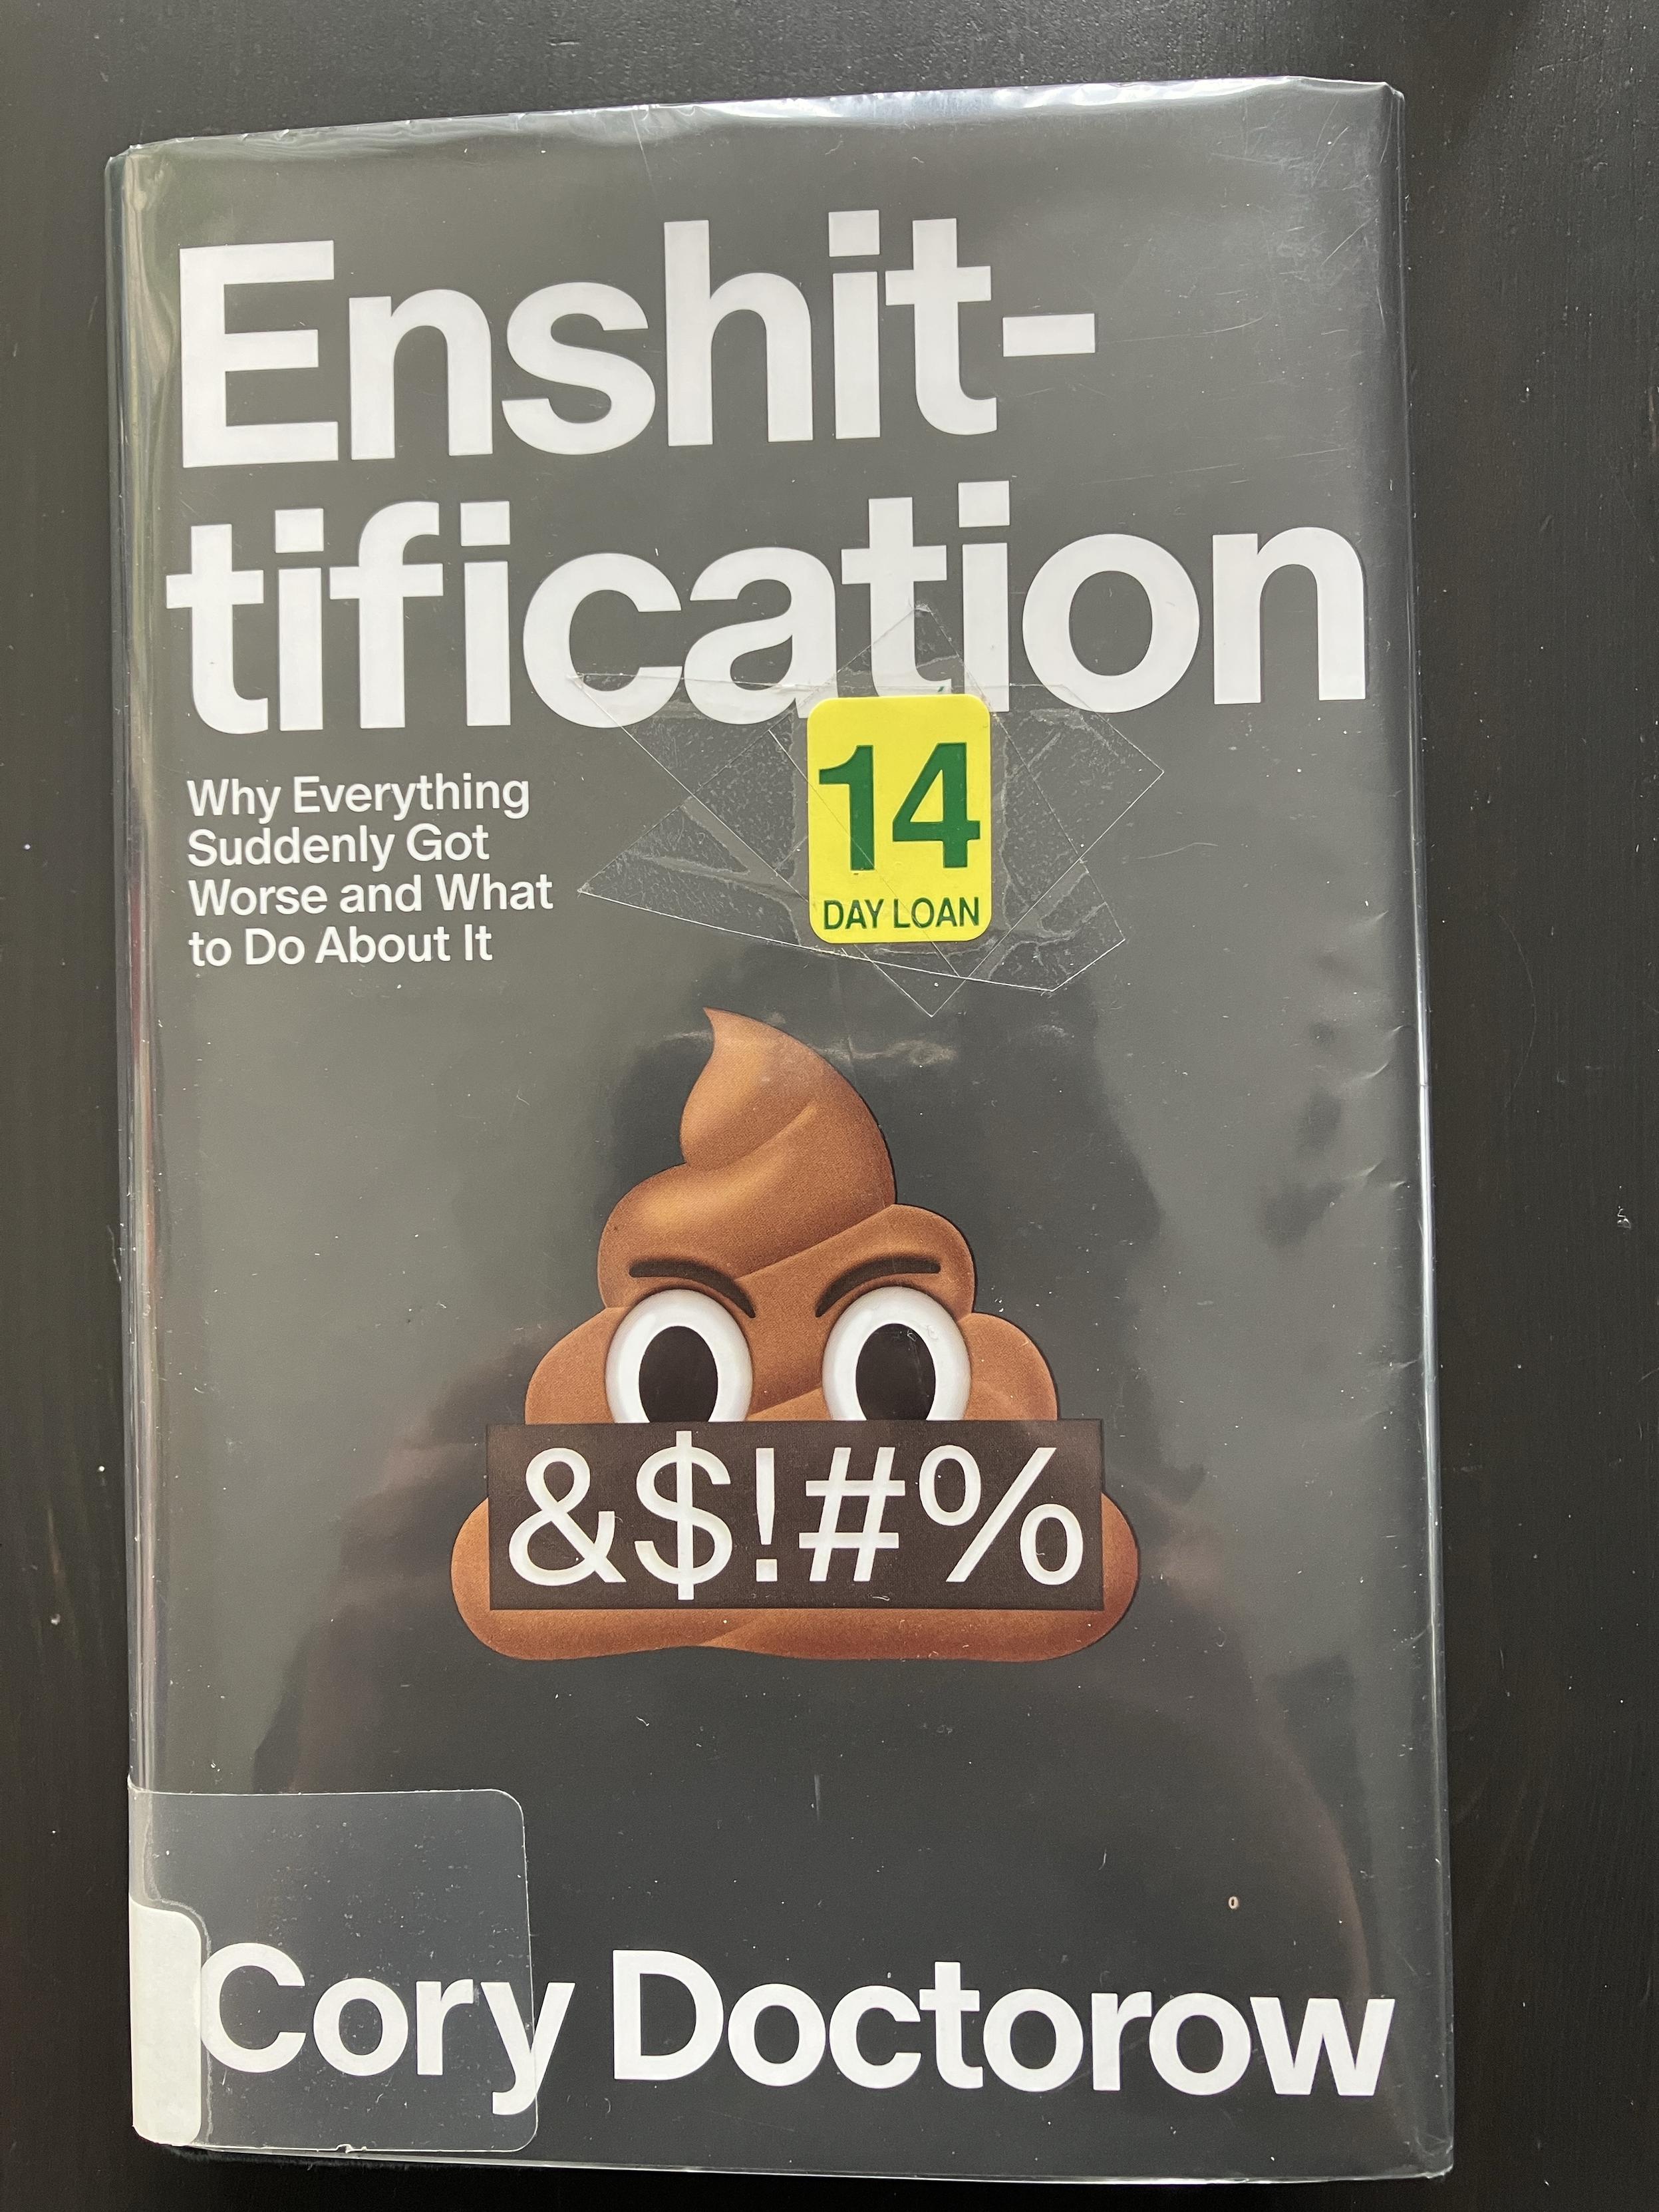 Enshit-
tification
Why Everything
Suddenly Got
Worse and What
to Do About It
14
DAY LOAN
&$!#%
Cory Doctorow